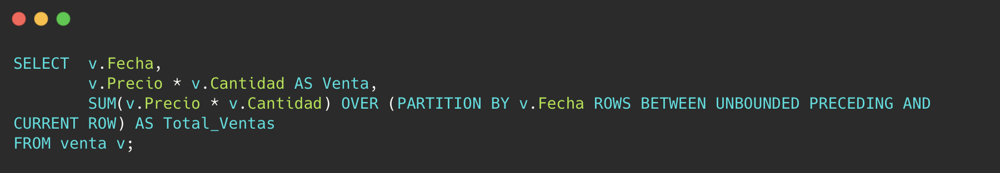 SELECT  v.Fecha,
        v.Precio * v.Cantidad AS Venta,
        SUM(v.Precio * v.Cantidad) OVER (PARTITION BY v.Fecha ROWS BETWEEN UNBOUNDED PRECEDING AND
CURRENT ROW) AS Total_Ventas
FROM venta v;